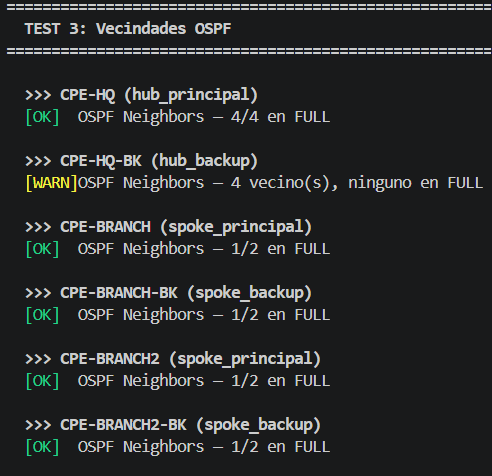 ================================================
TEST 3: Vecindades OSPF
================================================
>>> CPE-HQ (hub_principal)
[OK] OSPF Neighbors — 4/4 en FULL
>>> CPE-HQ-BK (hub_backup)
[WARN]OSPF Neighbors — 4 vecino(s), ninguno en FULL
>>> CPE-BRANCH (spoke_principal)
[OK] OSPF Neighbors — 1/2 en FULL
>>> CPE-BRANCH-BK (spoke_backup)
[OK] OSPF Neighbors — 1/2 en FULL
>>> CPE-BRANCH2 (spoke_principal)
[OK] OSPF Neighbors — 1/2 en FULL
>>> CPE-BRANCH2-BK (spoke_backup)
[OK] OSPF Neighbors — 1/2 en FULL